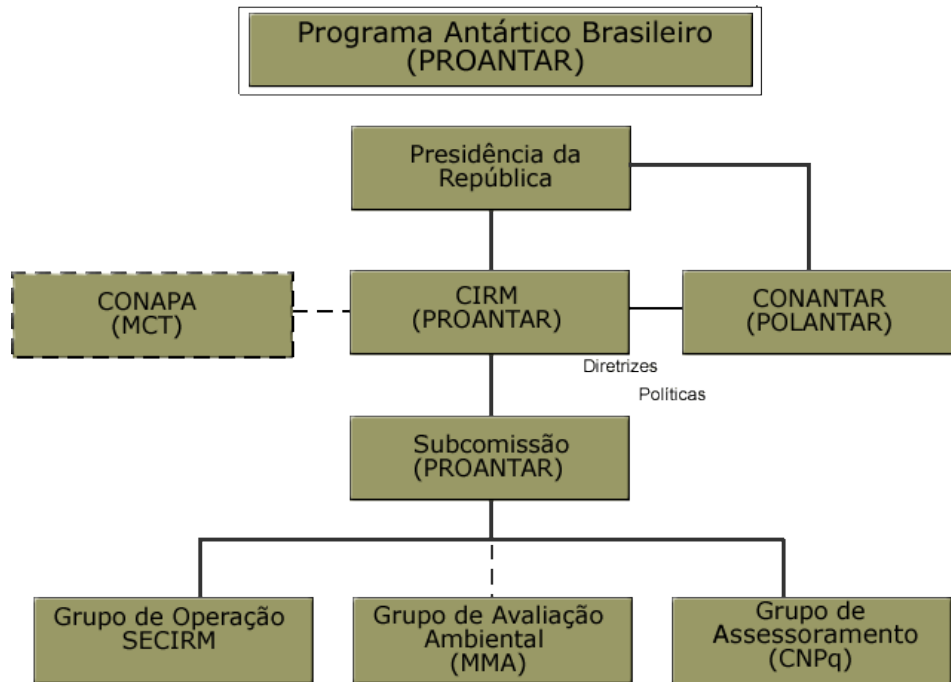 Programa Antártico Brasileiro
(PROANTAR)
Presidência da
República
CONAPA
(MCT)
CIRM
(PROANTAR)
CONANTAR
(POLANTAR)
Diretrizes
Políticas
Subcomissão
(PROANTAR)
Grupo de Operação
SECIRM
Grupo de Avaliação
Ambiental
(MMA)
Grupo de
Assessoramento
(CNPq)